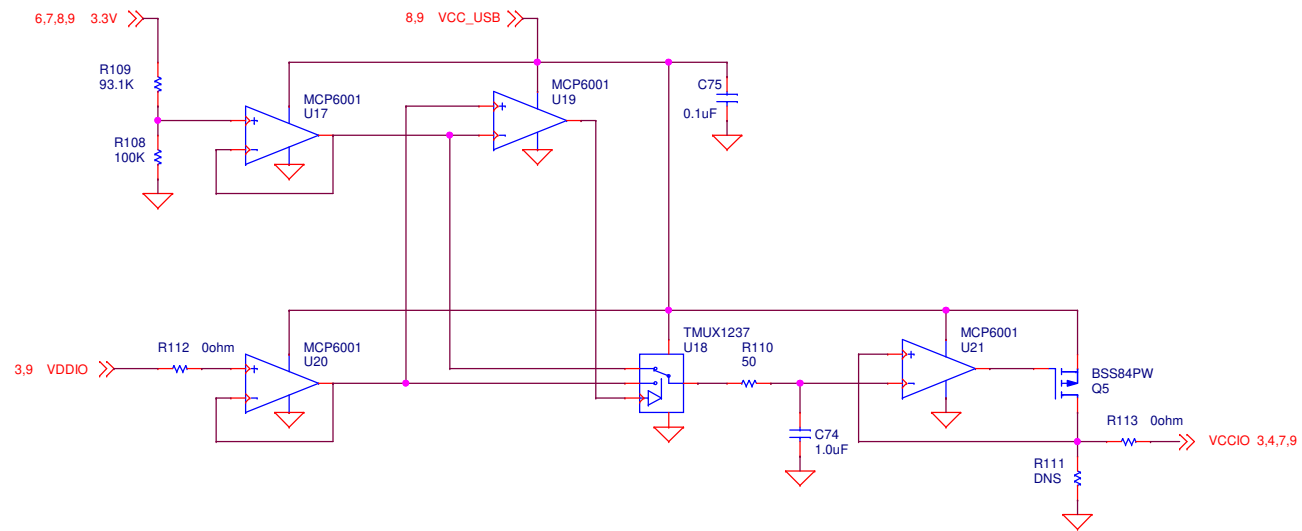 6,7,8,9 3.3V
8,9 VCC_USB
R109
93.1K
MCP6001
U17
+
-
R108
100K
MCP6001
U19
+
-
C75
0.1uF
3,9 VDDIO
R112 0ohm
MCP6001
U20
+
-
TMUX1237
U18
R110
50
C74
1.0uF
MCP6001
U21
+
-
BSS84PW
Q5
R113 0ohm
VCCIO 3,4,7,9
R111
DNS